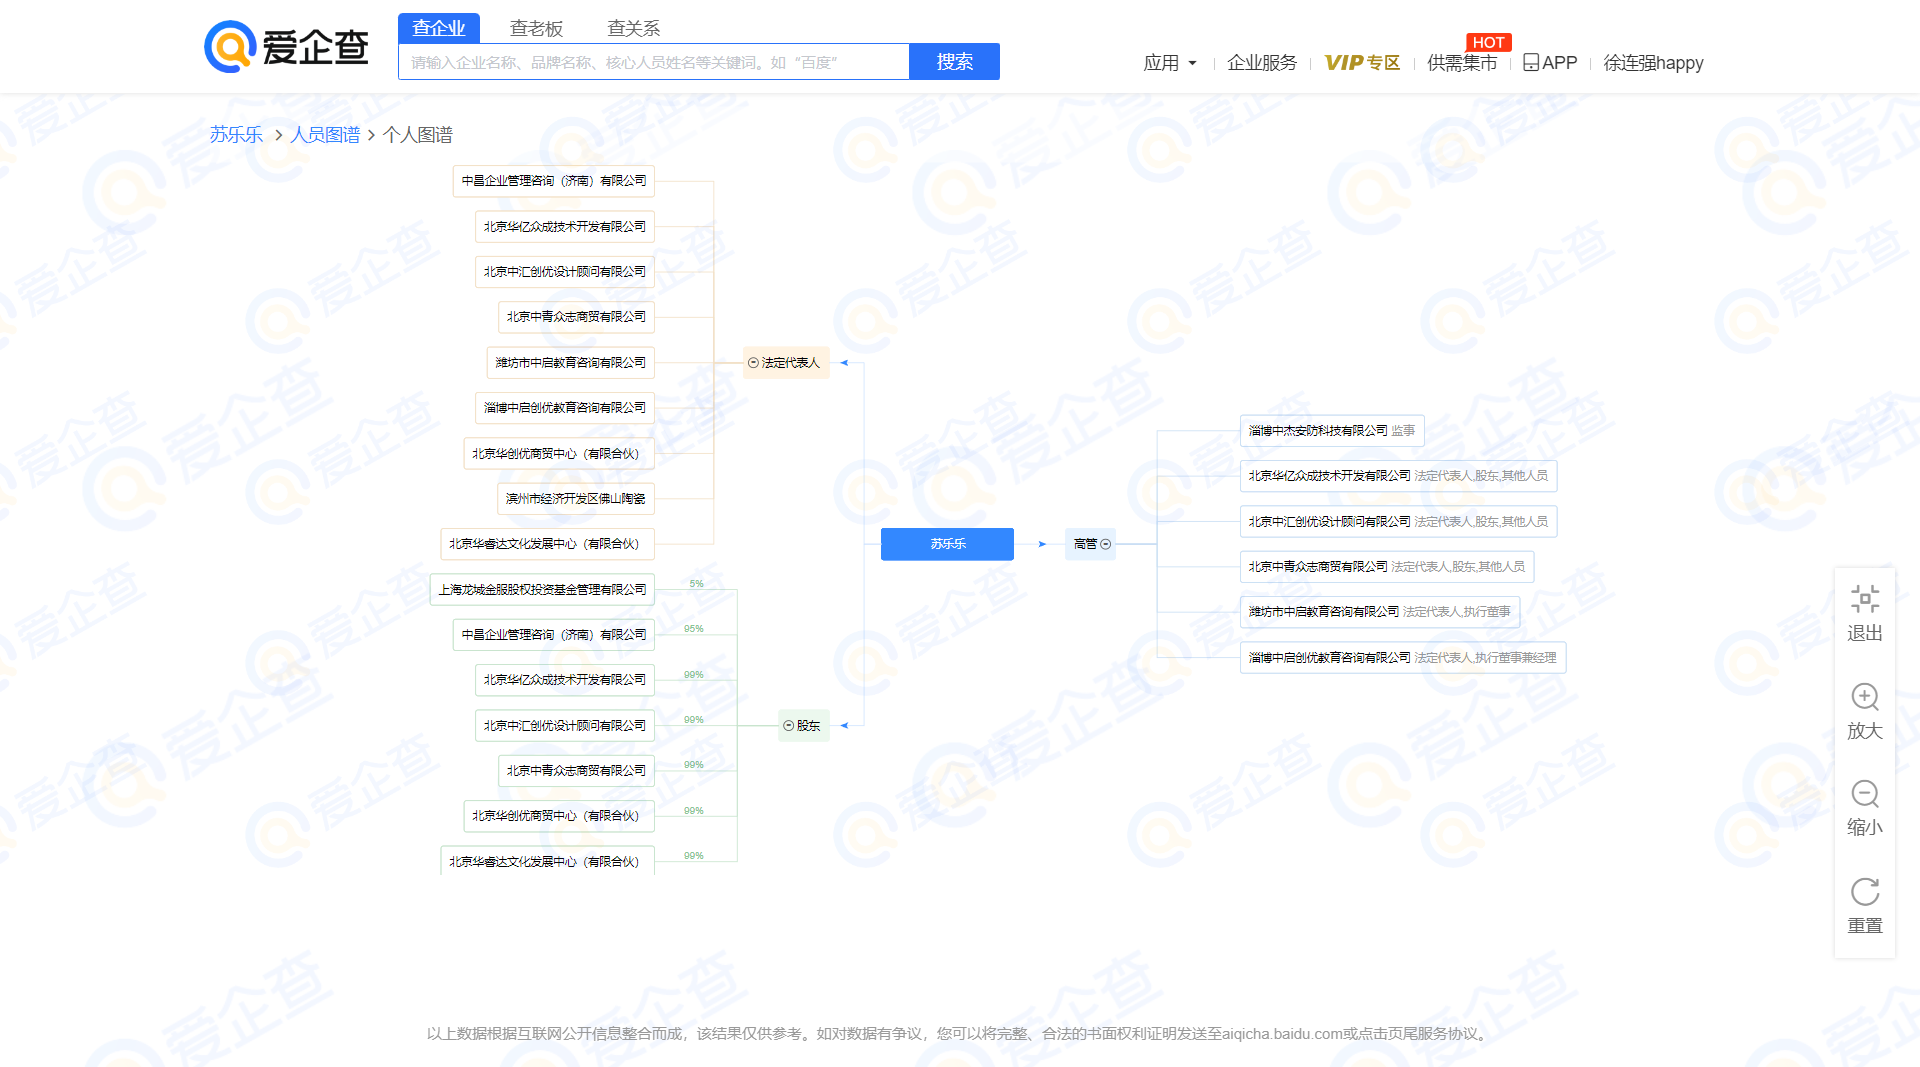 爱企查
查企业 查老板 查关系
请输入企业名称、品牌名称、核心人员姓名等关键词。如“百度” 搜索
HOT
应用 企业服务 VIP专区 供需集市 APP 徐连强happy
苏乐乐 > 人员图谱 > 个人图谱
中昌企业管理咨询（济南）有限公司
北京华亿众成技术开发有限公司
北京中汇创优设计顾问有限公司
北京中青众志商贸有限公司
潍坊市中启教育咨询有限公司
淄博中启创优教育咨询有限公司
北京华创优商贸中心（有限合伙）
滨州市经济开发区佛山陶瓷
北京华睿达文化发展中心（有限合伙）
法定代表人
上海龙城金服股权投资基金管理有限公司 5%
中昌企业管理咨询（济南）有限公司 95%
北京华亿众成技术开发有限公司 99%
北京中汇创优设计顾问有限公司 99%
北京中青众志商贸有限公司 99%
北京华创优商贸中心（有限合伙） 99%
北京华睿达文化发展中心（有限合伙） 99%
股东
苏乐乐
高管
淄博中杰安防科技有限公司 监事
北京华亿众成技术开发有限公司 法定代表人,股东,其他人员
北京中汇创优设计顾问有限公司 法定代表人,股东,其他人员
北京中青众志商贸有限公司 法定代表人,股东,其他人员
潍坊市中启教育咨询有限公司 法定代表人,执行董事
淄博中启创优教育咨询有限公司 法定代表人,执行董事兼经理
退出
放大
缩小
重置
以上数据根据互联网公开信息整合而成，该结果仅供参考。如对数据有争议，您可以将完整、合法的书面权利证明发送至aiqicha.baidu.com或点击页尾服务协议。